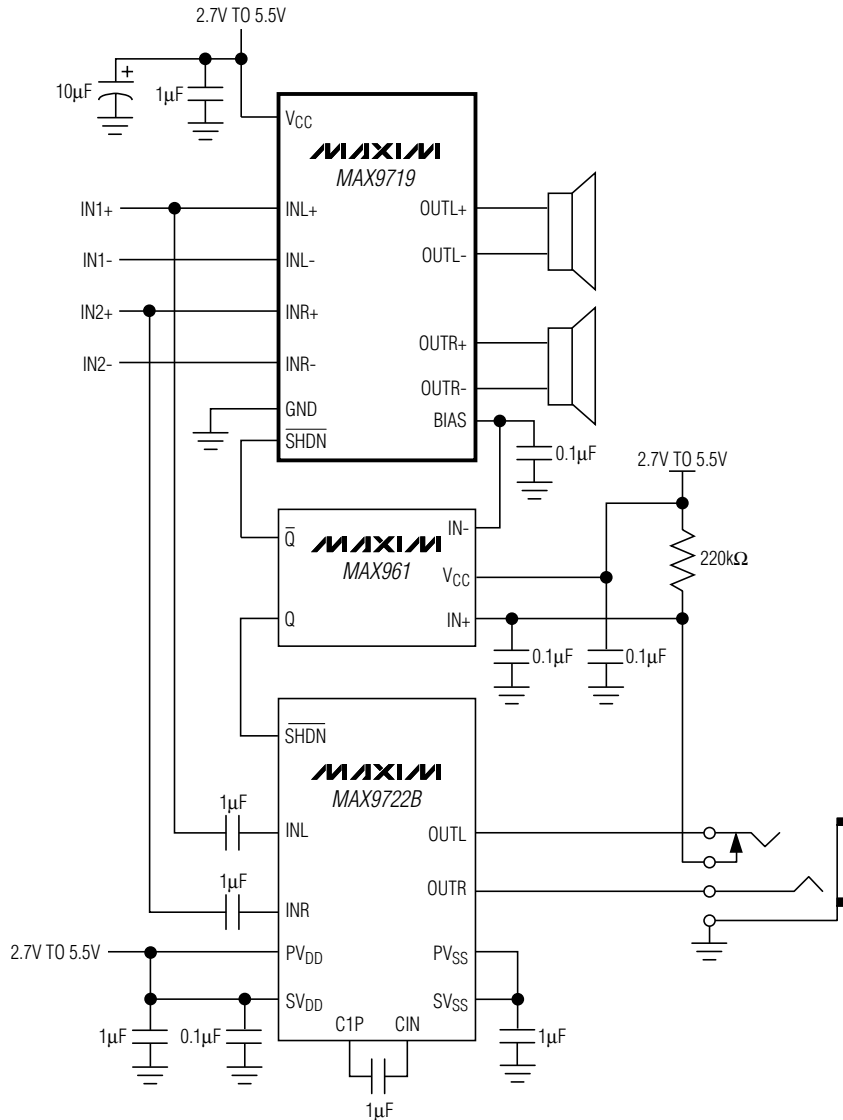 2.7V TO 5.5V
10µF
+
1µF
VCC
MAXIM
MAX9719
IN1+
INL+
OUTL+
IN1-
INL-
OUTL-
IN2+
INR+
OUTR+
IN2-
INR-
OUTR-
GND
BIAS
SHDN
0.1µF
2.7V TO 5.5V
Q
MAXIM
MAX961
IN-
VCC
220kΩ
Q
IN+
0.1µF
0.1µF
SHDN
MAXIM
MAX9722B
1µF
INL
OUTL
1µF
INR
OUTR
2.7V TO 5.5V
PVDD
PVSS
SVDD
SVSS
1µF
0.1µF
C1P
CIN
1µF
1µF